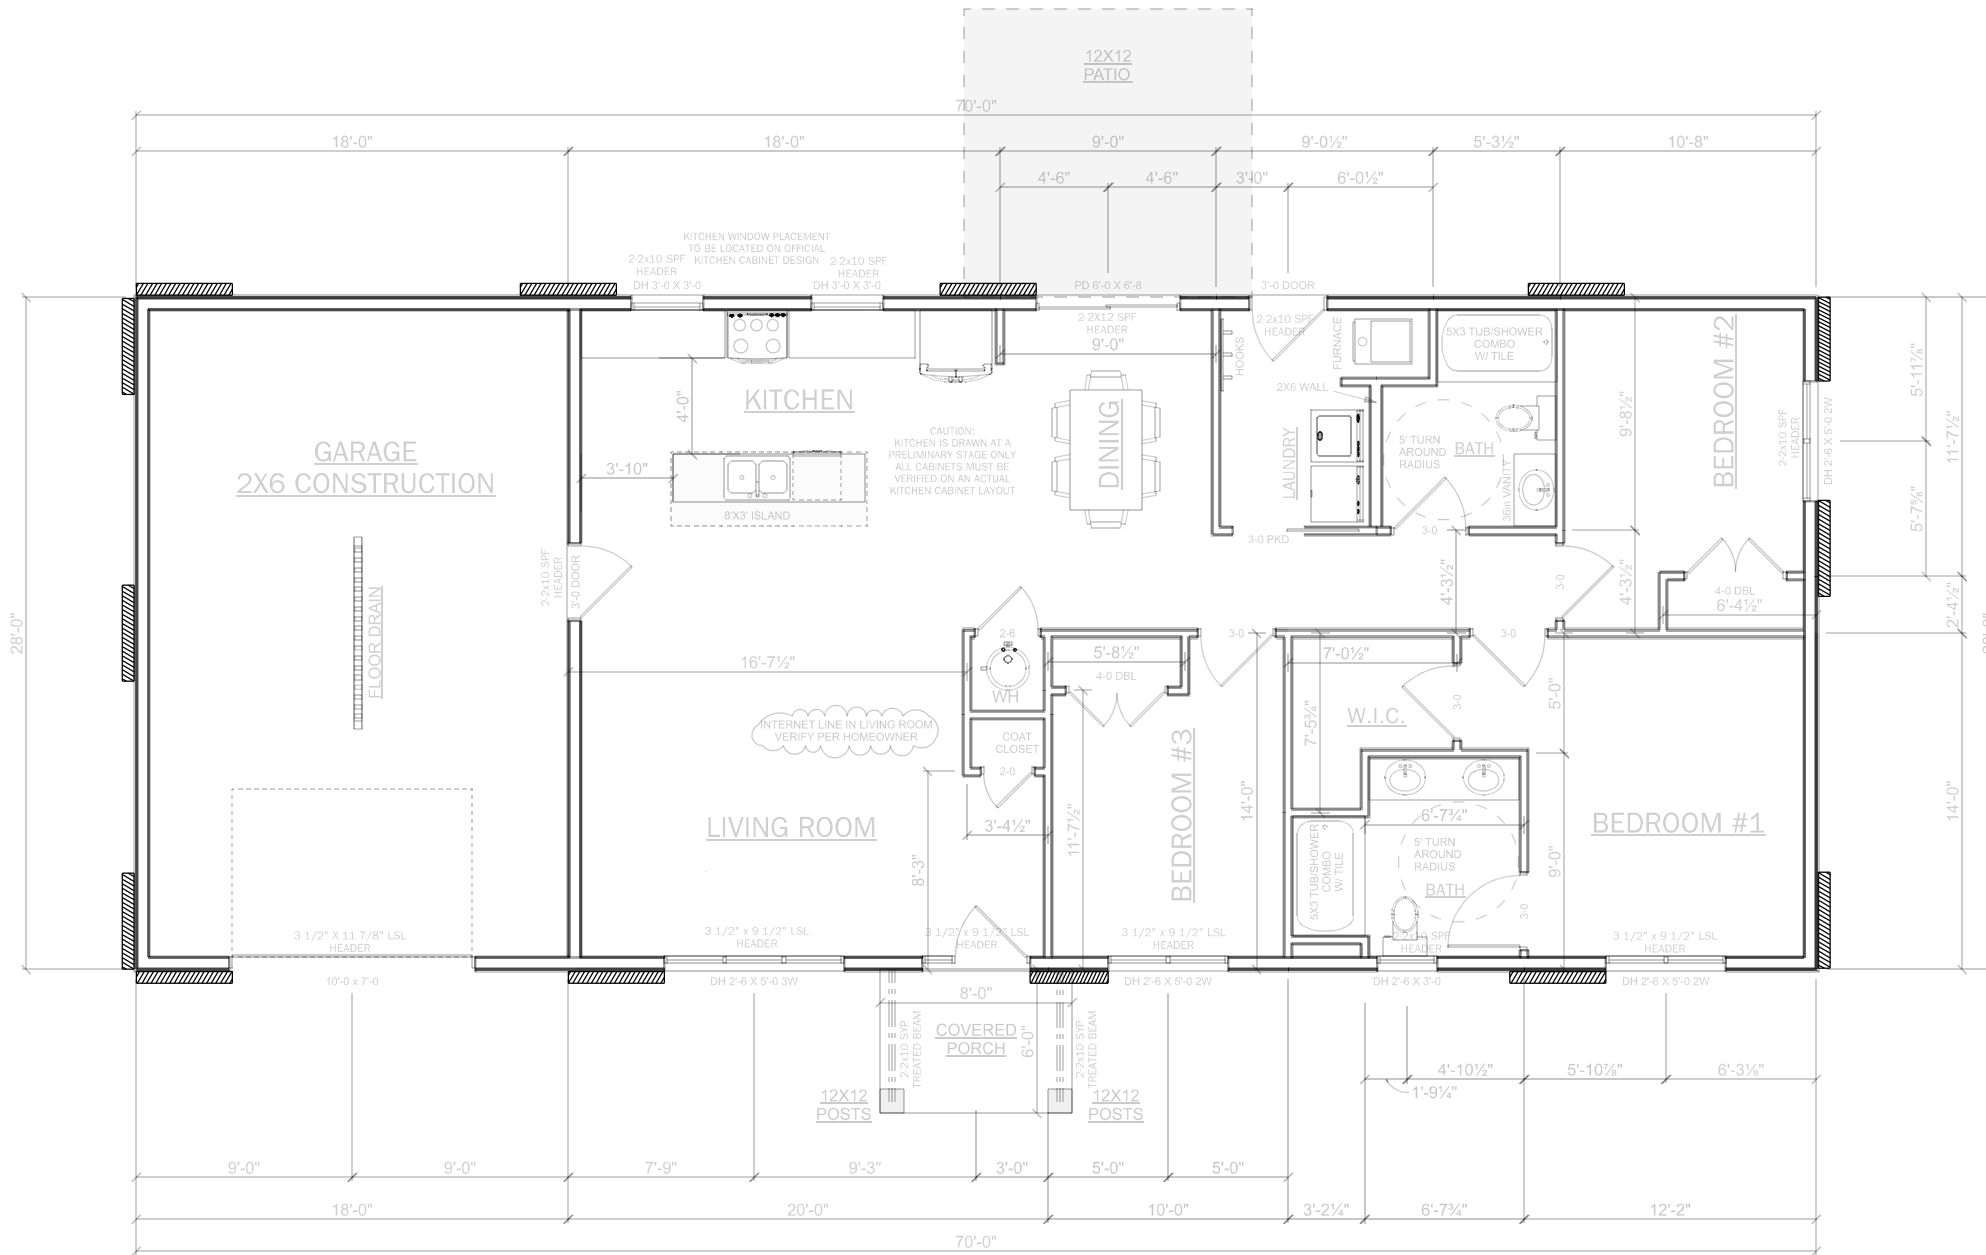 12X12
PATIO
70'-0"
18'-0"
18'-0"
9'-0"
9'-0½"
5'-3½"
10'-8"
4'-6"
4'-6"
3'-0"
6'-0½"
KITCHEN WINDOW PLACEMENT
TO BE LOCATED ON OFFICIAL
KITCHEN CABINET DESIGN
2-2x10 SPF
HEADER
DH 3'-0 X 3'-0
2-2x10 SPF
HEADER
DH 3'-0 X 3'-0
PD 6'-0 X 6'-8
3'-0 DOOR
2-2X12 SPF
HEADER
9'-0"
2-2x10 SPF
HEADER
HOOKS
FURNACE
2X6 WALL
5X3 TUB/SHOWER
COMBO
W/ TILE
BEDROOM #2
2-2x10 SPF
HEADER
DH 2'-6 X 5'-0 2W
5'-11⅞"
11'-7½"
5'-7⅝"
2'-4½"
9'-8½"
KITCHEN
4'-0"
GARAGE
2X6 CONSTRUCTION
3'-10"
CAUTION:
KITCHEN IS DRAWN AT A
PRELIMINARY STAGE ONLY
ALL CABINETS MUST BE
VERIFIED ON AN ACTUAL
KITCHEN CABINET LAYOUT
8'X3' ISLAND
DINING
LAUNDRY
5' TURN
AROUND
RADIUS
BATH
36in VANITY
3-0 PKD
3-0
4'-3½"
3-0
4'-3½"
4-0 DBL
6'-4½"
2-2x10 SPF
HEADER
3'-0 DOOR
FLOOR DRAIN
28'-0"
16'-7½"
2-6
WH
5'-8½"
4-0 DBL
3-0
7'-0½"
3-0
3-0
5'-0"
7'-5¾"
W.I.C.
INTERNET LINE IN LIVING ROOM
VERIFY PER HOMEOWNER
COAT
CLOSET
2-0
BEDROOM #3
14'-0"
11'-7½"
3'-4½"
8'-3"
LIVING ROOM
6'-7¾"
5' TURN
AROUND
RADIUS
BATH
5X3 TUB/SHOWER
COMBO
W/ TILE
9'-0"
3-0
BEDROOM #1
14'-0"
3 1/2" X 11 7/8" LSL
HEADER
3 1/2" x 9 1/2" LSL
HEADER
3 1/2" x 9 1/2" LSL
HEADER
3 1/2" x 9 1/2" LSL
HEADER
2-2x10 SPF
HEADER
3 1/2" x 9 1/2" LSL
HEADER
10'-0 x 7'-0
DH 2'-6 X 5'-0 3W
DH 2'-6 X 5'-0 2W
DH 2'-6 X 3'-0
DH 2'-6 X 5'-0 2W
8'-0"
COVERED
PORCH
6'-0"
2-2x10 SYP
TREATED BEAM
2-2x10 SYP
TREATED BEAM
12X12
POSTS
12X12
POSTS
4'-10½"
5'-10⅞"
6'-3⅛"
1'-9¼"
9'-0"
9'-0"
7'-9"
9'-3"
3'-0"
5'-0"
5'-0"
18'-0"
20'-0"
10'-0"
3'-2¼"
6'-7¾"
12'-2"
70'-0"